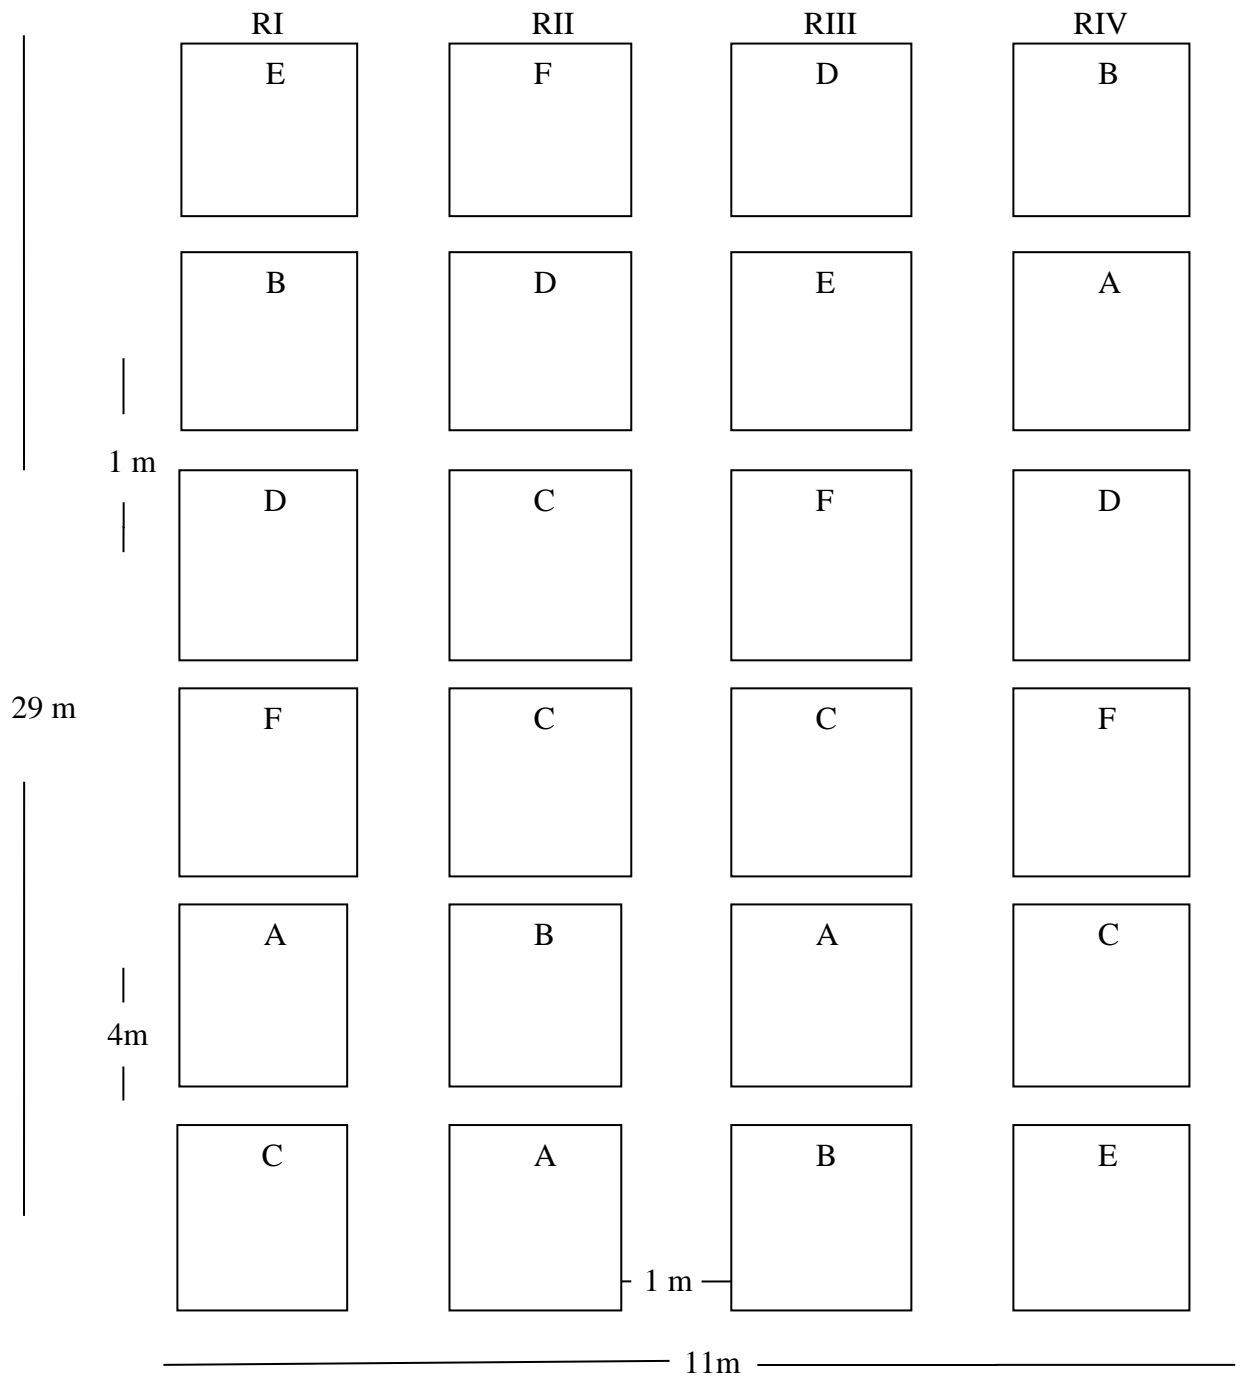 RI RII RIII RIV
E F D B
B D E A
1 m
D C F D
29 m
F C C F
A B A C
4m
C A B E
1 m
11m